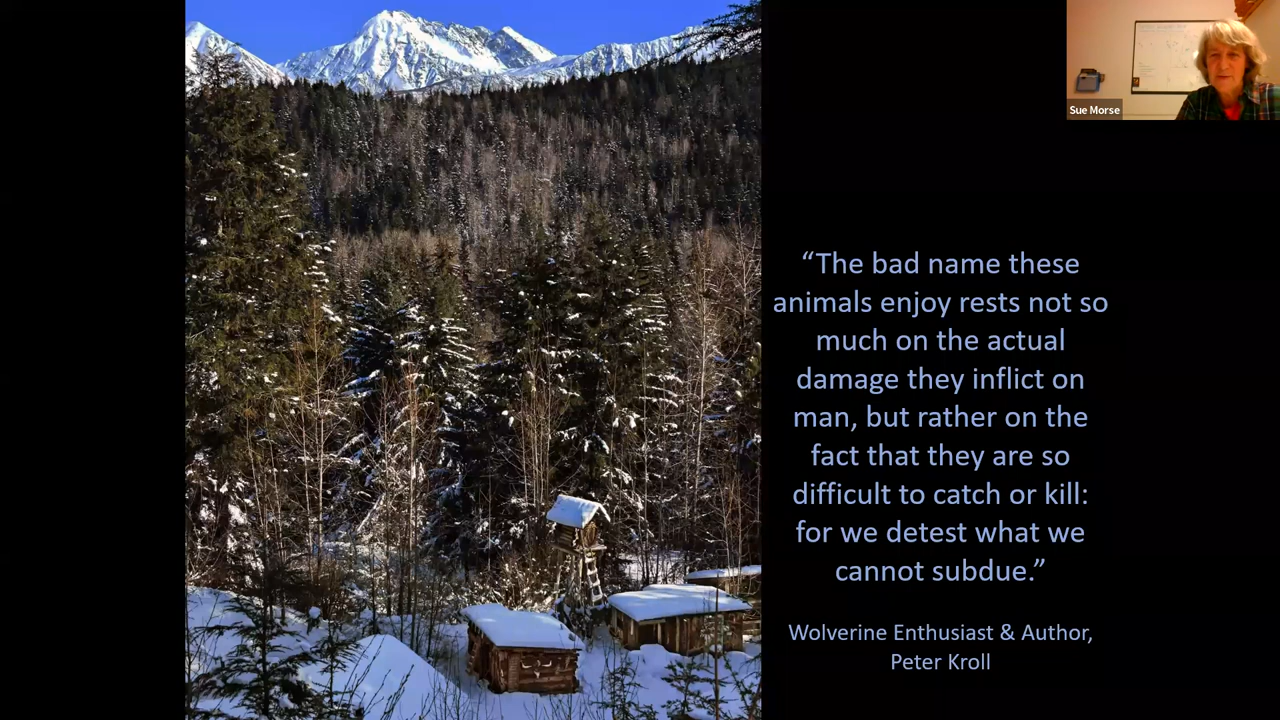 Sue Morse
“The bad name these
animals enjoy rests not so
much on the actual
damage they inflict on
man, but rather on the
fact that they are so
difficult to catch or kill:
for we detest what we
cannot subdue.”
Wolverine Enthusiast & Author,
Peter Kroll